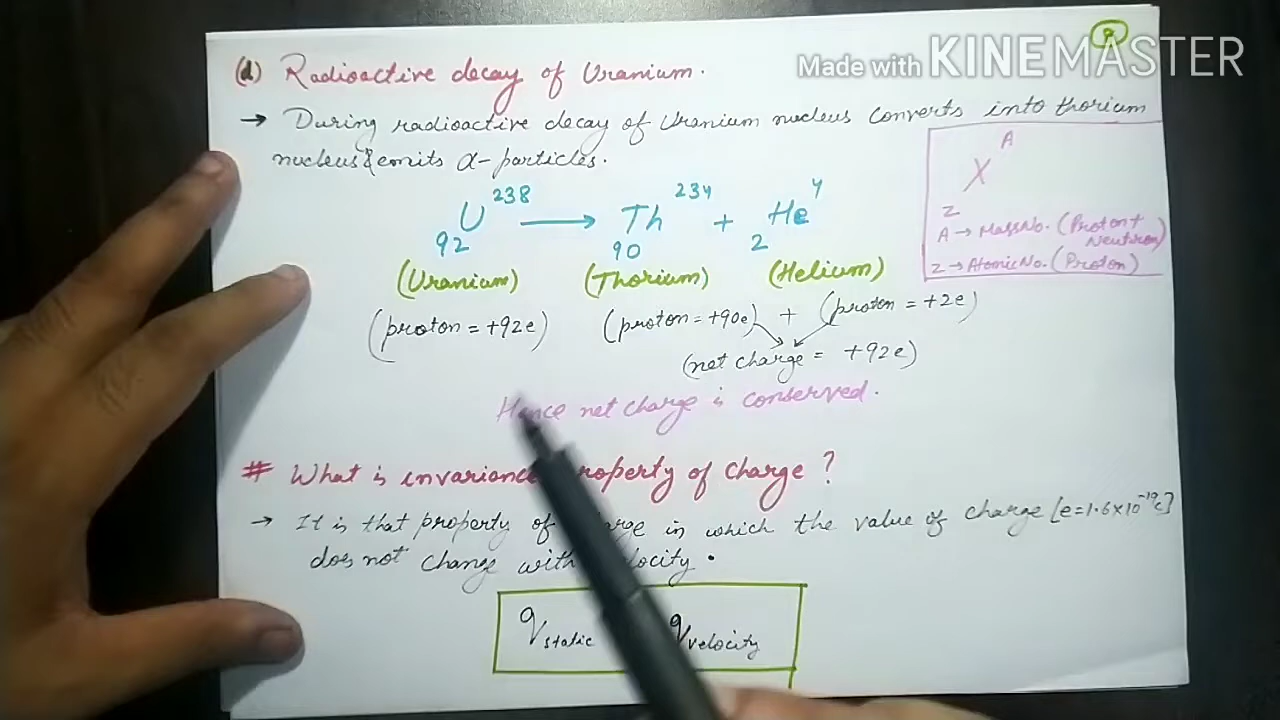 8
Made with KINEMASTER
(d) Radioactive decay of Uranium.
→ During radioactive decay of Uranium nucleus converts into thorium
nucleus & emits α-particles.
X A Z
A → Mass No. (Proton + Neutron)
Z → Atomic No. (Proton)
92 U 238 → 90 Th 234 + 2 He 4
(Uranium) (Thorium) (Helium)
(proton = +92e) (proton = +90e) + (proton = +2e)
(net charge = +92e)
Hence net charge is conserved.
# What is invariance property of charge ?
→ It is that property of charge in which the value of charge [e=1.6×10⁻¹⁹c]
does not change with velocity.
q static q velocity